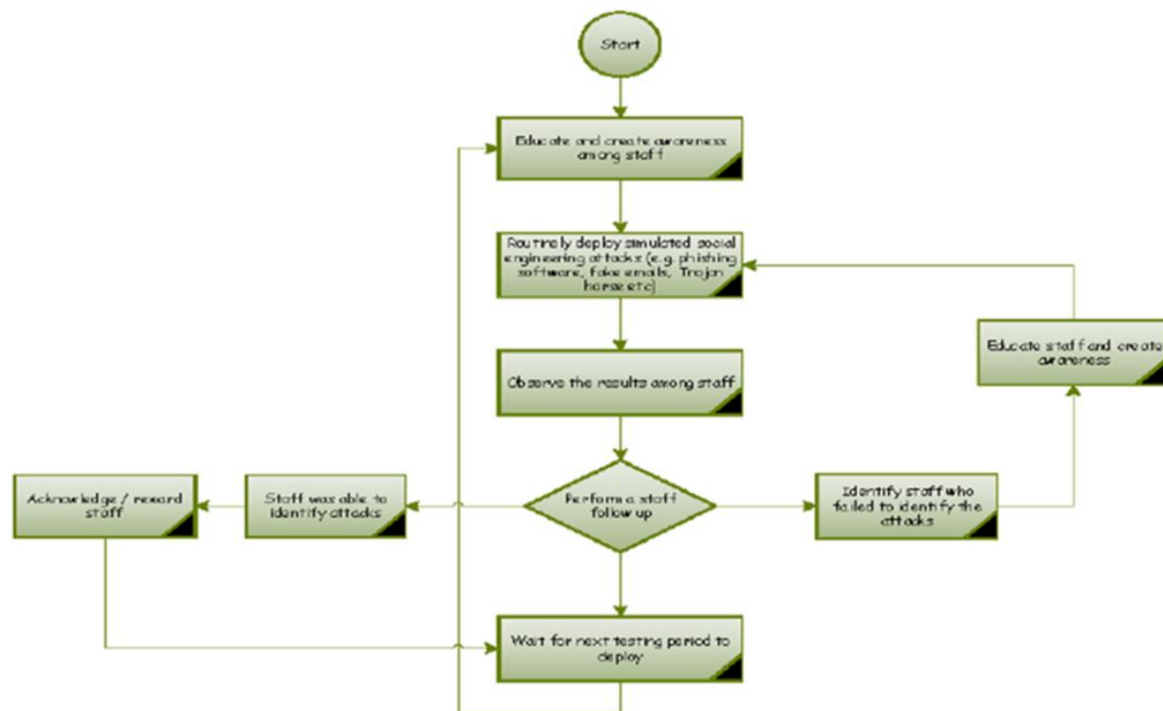 Start
Educate and create awareness
among staff
Routinely deploy simulated social
engineering attacks (e.g. phishing
software, fake emails, Trojan
horse etc)
Educate staff and create
awareness
Observe the results among staff
Acknowledge / reward
staff
Staff was able to
identify attacks
Perform a staff
follow up
Identify staff who
failed to identify the
attacks
Wait for next testing period to
deploy